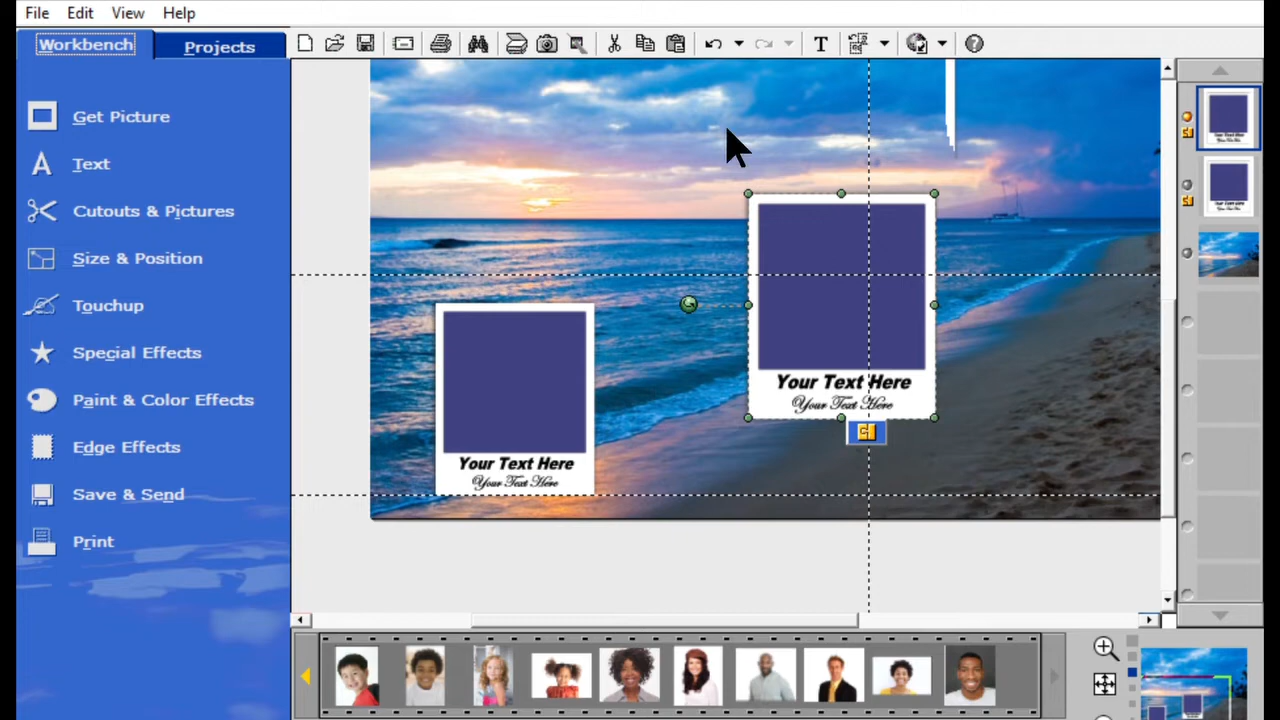 File Edit View Help
Workbench Projects
Get Picture
Text
Cutouts & Pictures
Size & Position
Touchup
Special Effects
Paint & Color Effects
Edge Effects
Save & Send
Print
Your Text Here
Your Text Here
Your Text Here
Your Text Here